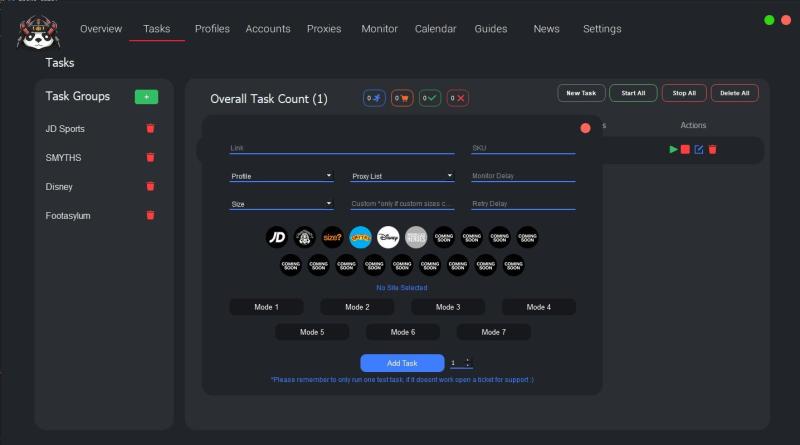 Overview Tasks Profiles Accounts Proxies Monitor Calendar Guides News Settings
Tasks
Task Groups +
JD Sports
SMYTHS
Disney
Footasylum
Overall Task Count (1) 0 0 0 0 New Task Start All Stop All Delete All
s Actions
Link SKU
Profile Proxy List Monitor Delay
Size Custom *only if custom sizes c... Retry Delay
JD size? SMYTHS Disney COMING SOON COMING SOON COMING SOON COMING SOON
COMING SOON COMING SOON COMING SOON COMING SOON COMING SOON COMING SOON COMING SOON COMING SOON COMING SOON
No Site Selected
Mode 1 Mode 2 Mode 3 Mode 4
Mode 5 Mode 6 Mode 7
Add Task 1
*Please remember to only run one test task, if it doesnt work open a ticket for support :)